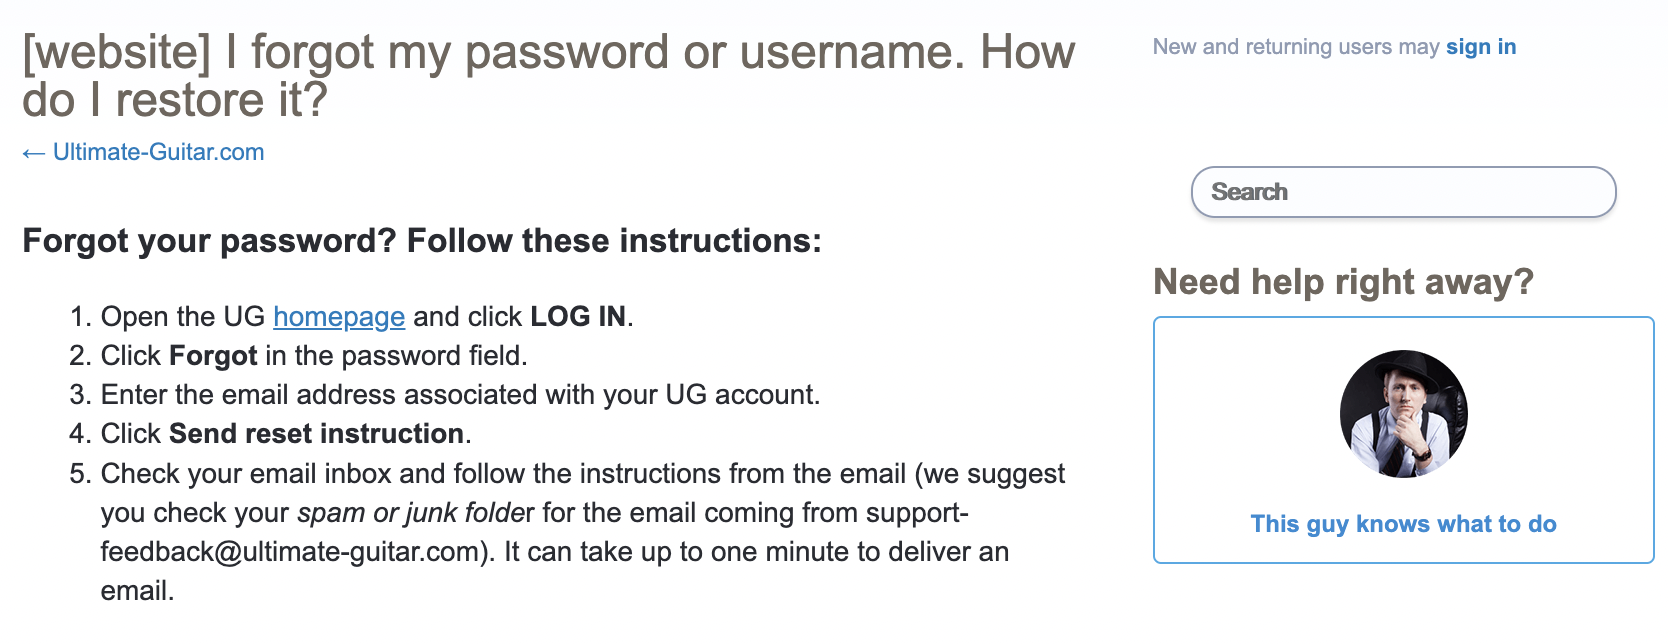 [website] I forgot my password or username. How
do I restore it?
← Ultimate-Guitar.com
Forgot your password? Follow these instructions:
1. Open the UG homepage and click LOG IN.
2. Click Forgot in the password field.
3. Enter the email address associated with your UG account.
4. Click Send reset instruction.
5. Check your email inbox and follow the instructions from the email (we suggest
you check your spam or junk folder for the email coming from support-
feedback@ultimate-guitar.com). It can take up to one minute to deliver an
email.
New and returning users may sign in
Search
Need help right away?
This guy knows what to do